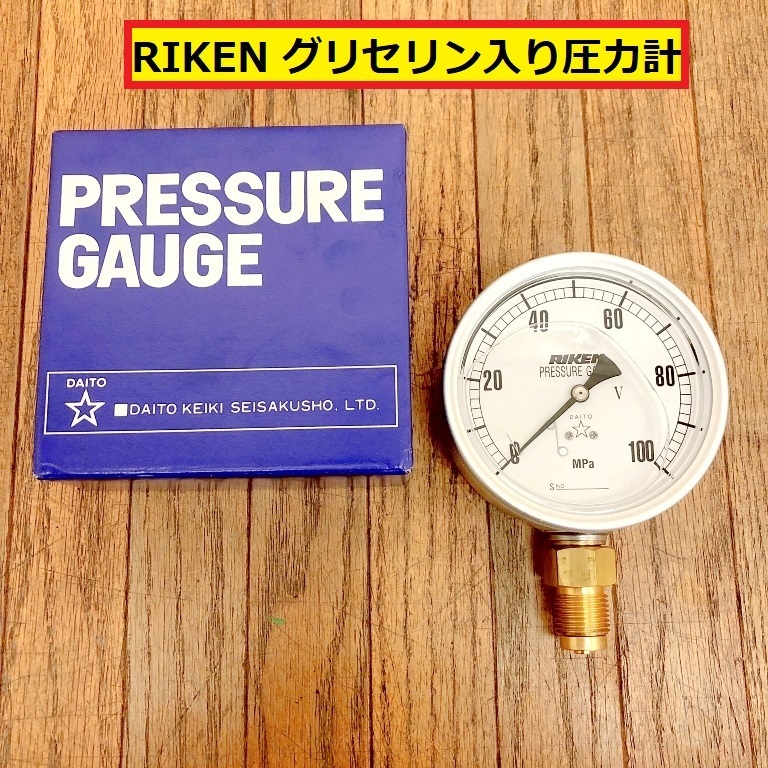 RIKEN グリセリン入り圧力計
PRESSURE
GAUGE
DAITO
■DAITO KEIKI SEISAKUSHO. LTD.
40 60
RIKEN
PRESSURE GA
20 80
V
DAITO
0 100
MPa
S NO